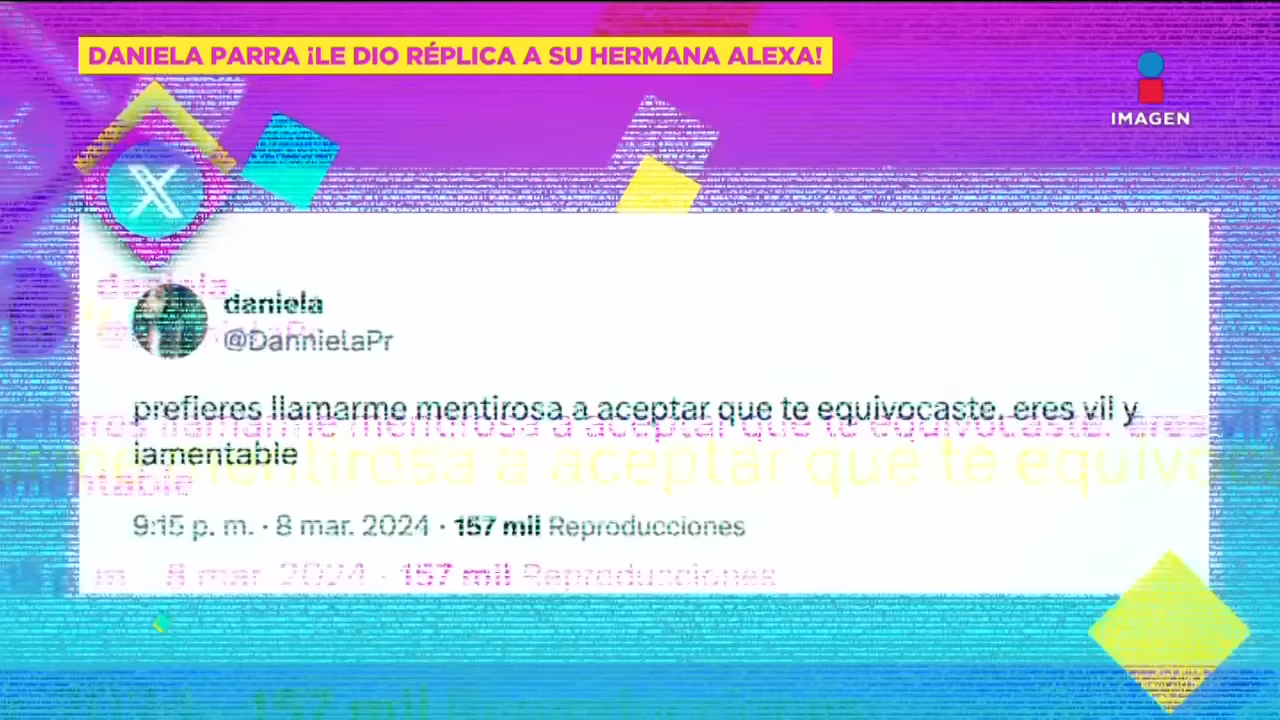 DANIELA PARRA ¡LE DIO RÉPLICA A SU HERMANA ALEXA!
IMAGEN
daniela
@DannielaPr
prefieres llamarme mentirosa a aceptar que te equivocaste. eres vil y
lamentable
9:15 p. m. · 8 mar. 2024 · 157 mil Reproducciones